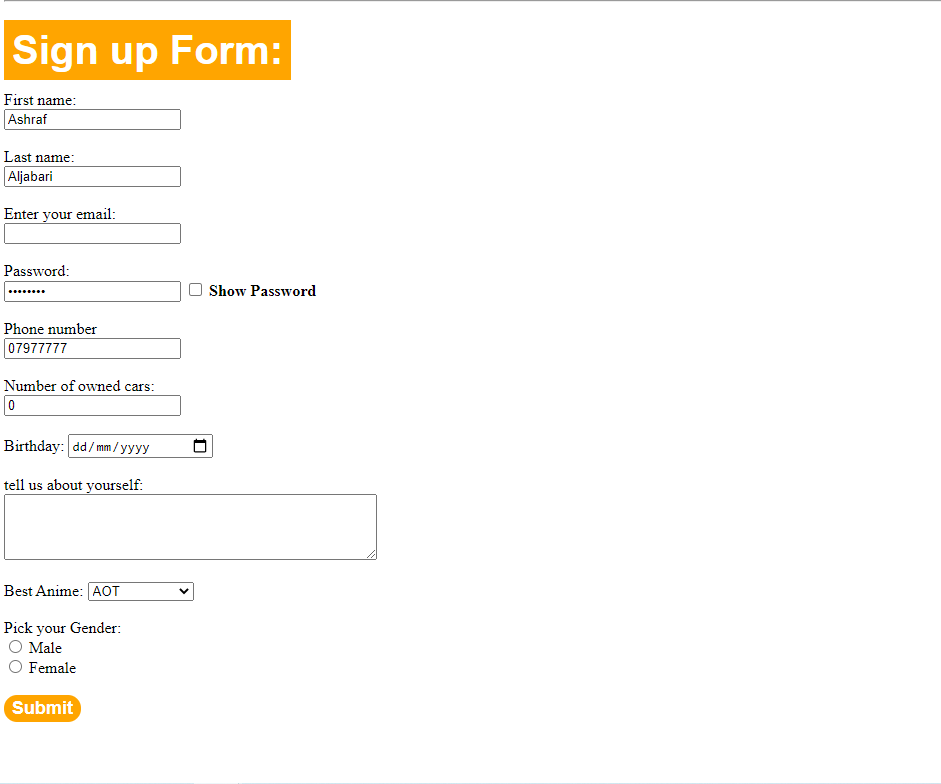 Sign up Form:
First name:
Ashraf
Last name:
Aljabari
Enter your email:
Password:
•••••••• Show Password
Phone number
07977777
Number of owned cars:
0
Birthday: dd/mm/yyyy
tell us about yourself:
Best Anime: AOT
Pick your Gender:
Male
Female
Submit